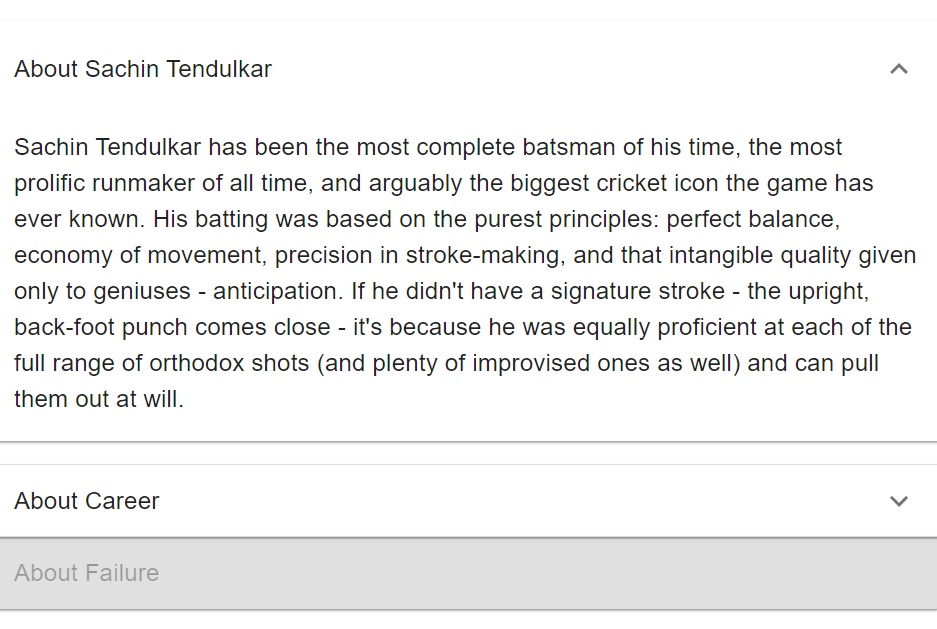 About Sachin Tendulkar
Sachin Tendulkar has been the most complete batsman of his time, the most
prolific runmaker of all time, and arguably the biggest cricket icon the game has
ever known. His batting was based on the purest principles: perfect balance,
economy of movement, precision in stroke-making, and that intangible quality given
only to geniuses - anticipation. If he didn't have a signature stroke - the upright,
back-foot punch comes close - it's because he was equally proficient at each of the
full range of orthodox shots (and plenty of improvised ones as well) and can pull
them out at will.
About Career
About Failure